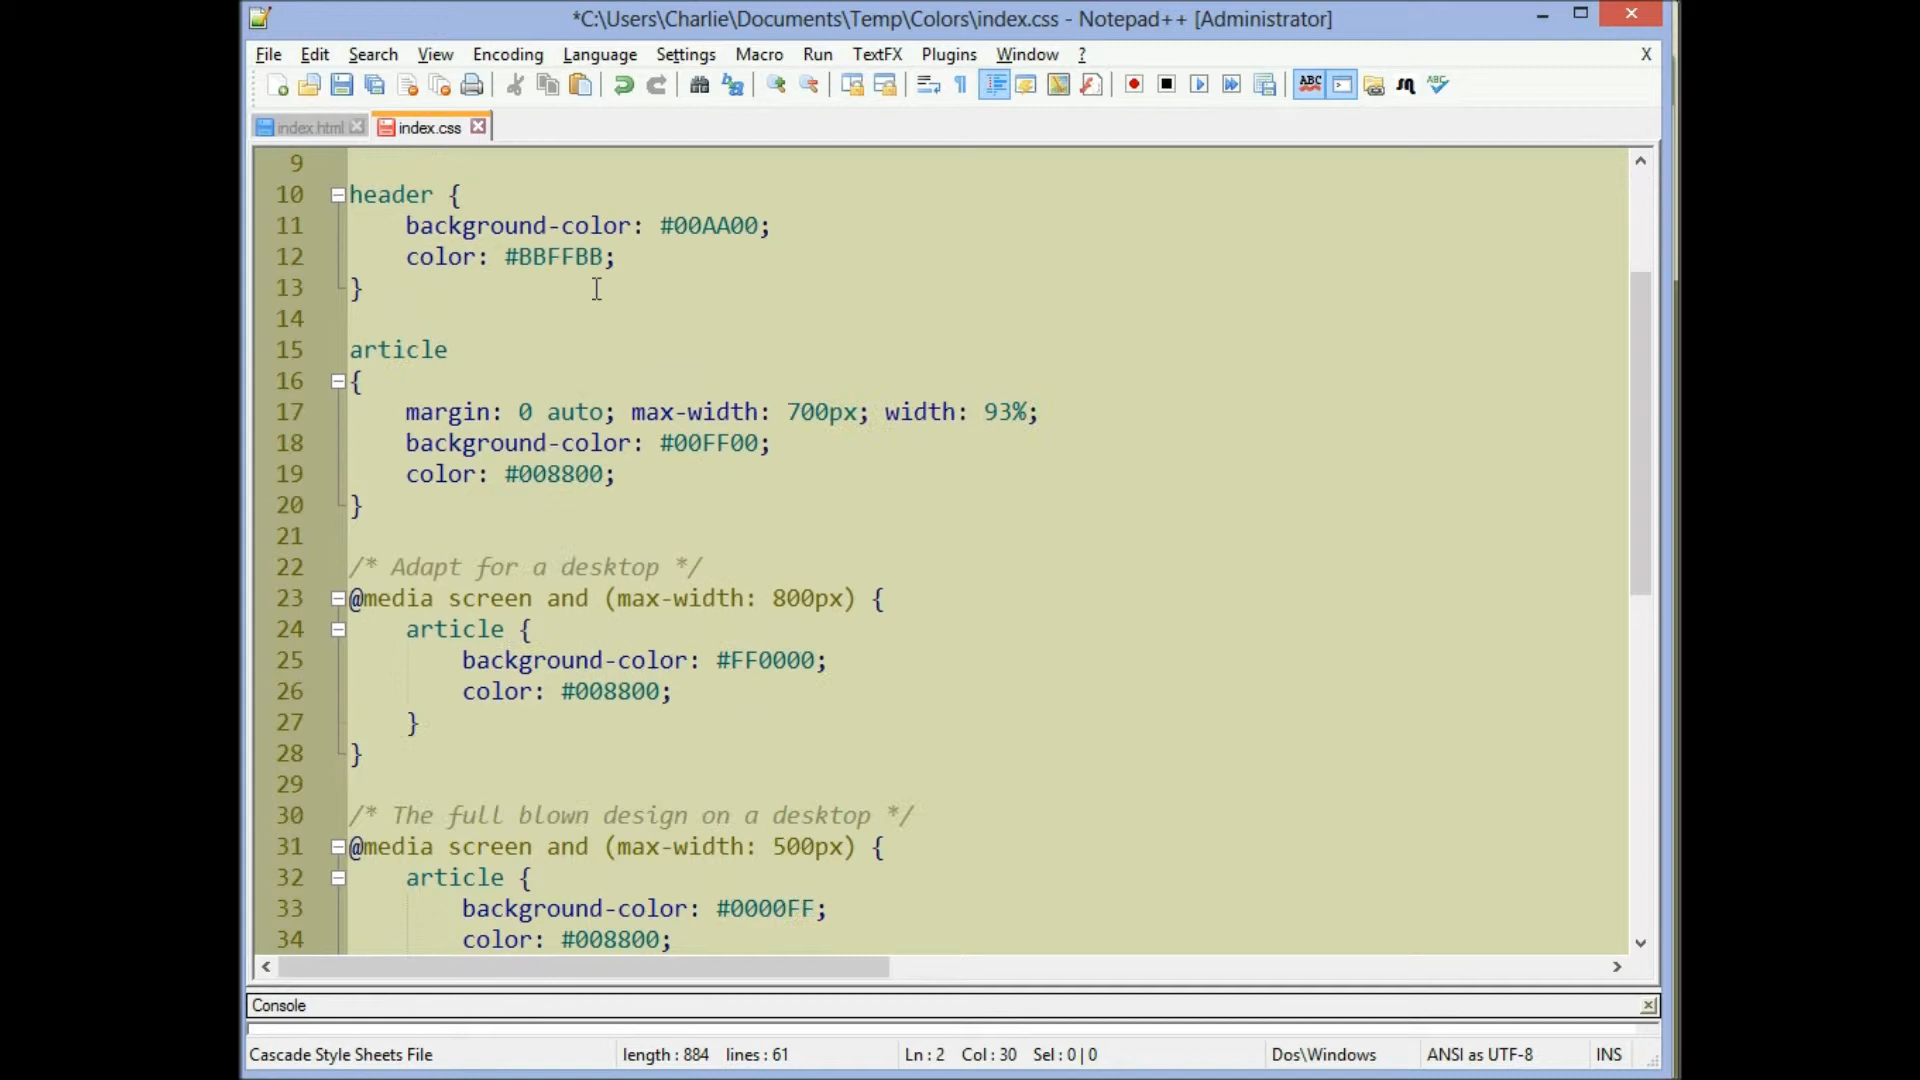 *C:\Users\Charlie\Documents\Temp\Colors\index.css - Notepad++ [Administrator]
File Edit Search View Encoding Language Settings Macro Run TextFX Plugins Window ? X
ABC ABC
index.html index.css
9
10 header {
11 background-color: #00AA00;
12 color: #BBFFBB;
13 }
14
15 article
16 {
17 margin: 0 auto; max-width: 700px; width: 93%;
18 background-color: #00FF00;
19 color: #008800;
20 }
21
22 /* Adapt for a desktop */
23 @media screen and (max-width: 800px) {
24 article {
25 background-color: #FF0000;
26 color: #008800;
27 }
28 }
29
30 /* The full blown design on a desktop */
31 @media screen and (max-width: 500px) {
32 article {
33 background-color: #0000FF;
34 color: #008800;
Console
Cascade Style Sheets File length : 884 lines : 61 Ln : 2 Col : 30 Sel : 0 | 0 Dos\Windows ANSI as UTF-8 INS